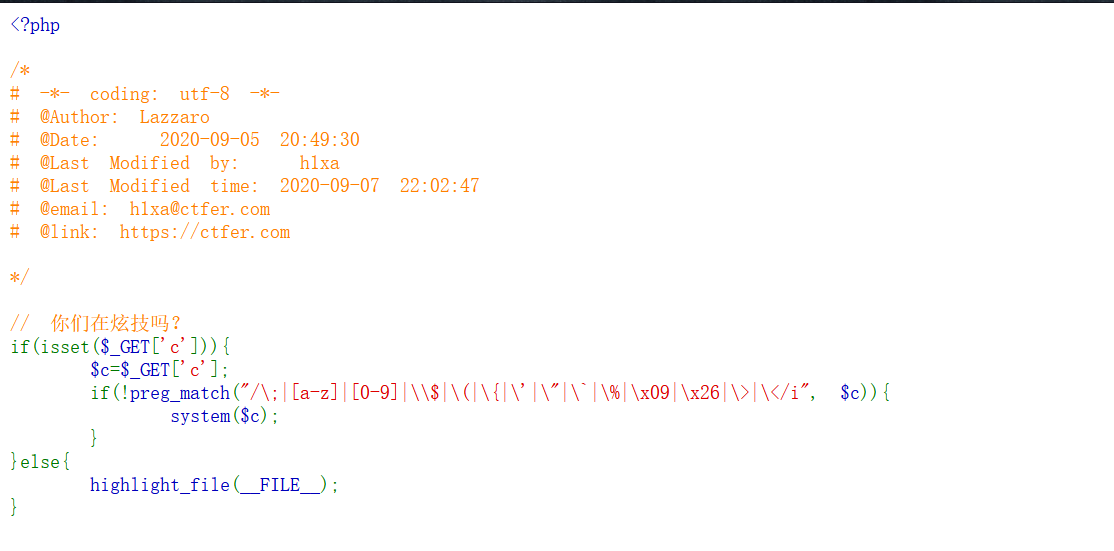 <?php
/*
# -*- coding: utf-8 -*-
# @Author: Lazzaro
# @Date: 2020-09-05 20:49:30
# @Last Modified by: h1xa
# @Last Modified time: 2020-09-07 22:02:47
# @email: h1xa@ctfer.com
# @link: https://ctfer.com
*/
// 你们在炫技吗？
if(isset($_GET['c'])){
$c=$_GET['c'];
if(!preg_match("/\;|[a-z]|[0-9]|\\$|\(|\{|\'|\"|\`|\%|\x09|\x26|\>|\</i", $c)){
system($c);
}
}else{
highlight_file(__FILE__);
}